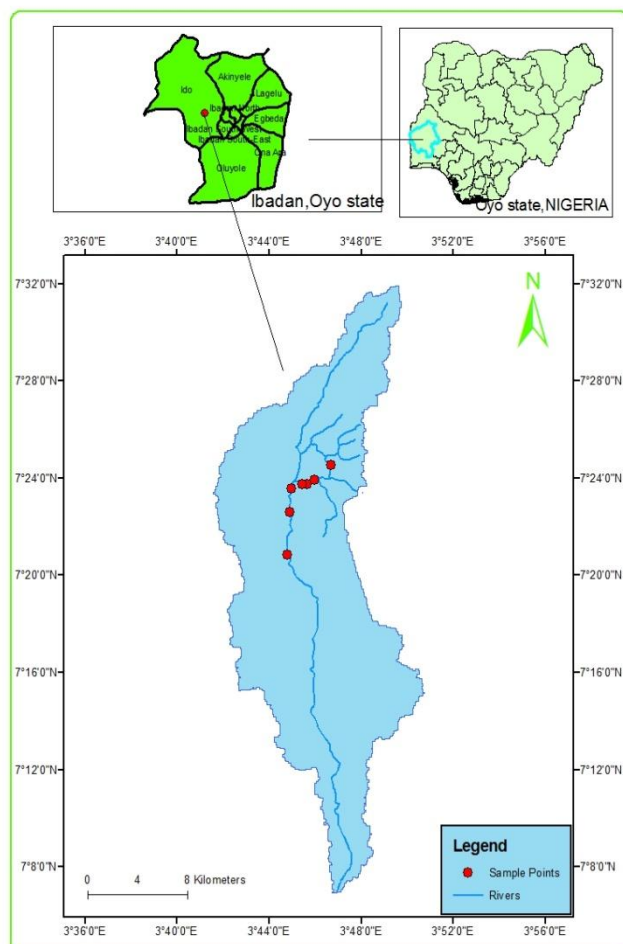 Akinyele
Ido
Lagelu
Ibadan North
Egbeda
Ibadan South West
Ibadan South-East
Ona Ara
Oluyole
Ibadan,Oyo state
Oyo state,NIGERIA
3°36'0"E 3°40'0"E 3°44'0"E 3°48'0"E 3°52'0"E 3°56'0"E
7°32'0"N 7°32'0"N
N
7°28'0"N 7°28'0"N
7°24'0"N 7°24'0"N
7°20'0"N 7°20'0"N
7°16'0"N 7°16'0"N
7°12'0"N 7°12'0"N
7°8'0"N 7°8'0"N
Legend
Sample Points
Rivers
0 4 8 Kilometers
3°36'0"E 3°40'0"E 3°44'0"E 3°48'0"E 3°52'0"E 3°56'0"E